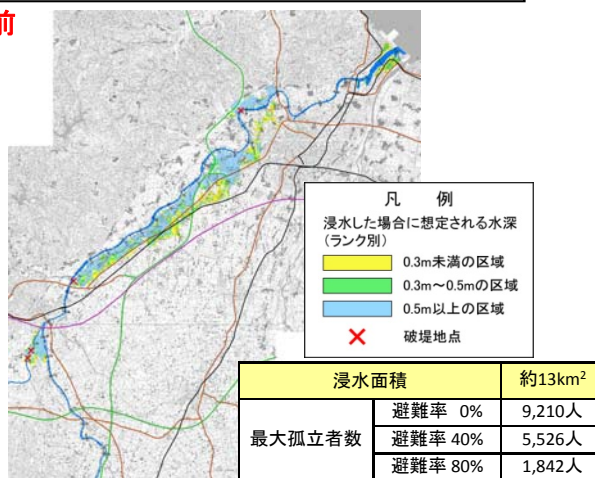 前
凡 例
浸水した場合に想定される水深
(ランク別)
0.3m未満の区域
0.3m～0.5mの区域
0.5m以上の区域
破堤地点
浸水面積 約13km²
最大孤立者数
避難率 0% 9,210人
避難率 40% 5,526人
避難率 80% 1,842人